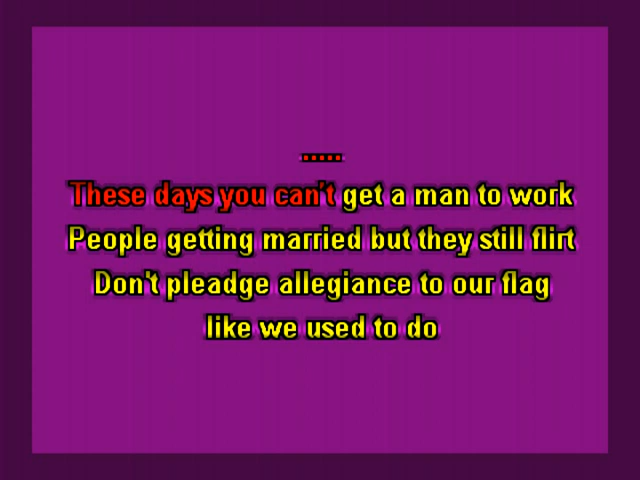 .....
These days you can't get a man to work
People getting married but they still flirt
Don't pleadge allegiance to our flag
like we used to do